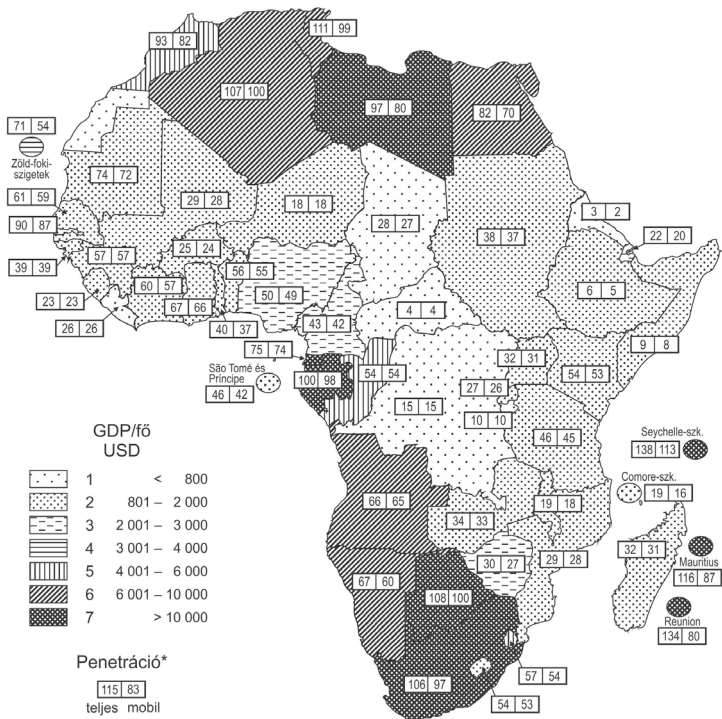 111 99
93 82
107 100
97 80
82 70
71 54
Zöld-foki-
szigetek
74 72
29 28
18 18
28 27
38 37
3 2
22 20
61 59
90 87
39 39
57 57
25 24
56 55
60 57
67 66
50 49
6 5
23 23
26 26
40 37
43 42
4 4
9 8
75 74
São Tomé és
Príncipe
46 42
100 98
54 54
32 31
54 53
27 26
15 15
10 10
46 45
Seychelle-szk.
138 113
Comore-szk.
19 16
66 65
34 33
19 18
32 31
Mauritius
116 87
30 27
29 28
67 60
108 100
Reunion
134 80
106 97
57 54
54 53
GDP/fő
USD
1 < 800
2 801 – 2 000
3 2 001 – 3 000
4 3 001 – 4 000
5 4 001 – 6 000
6 6 001 – 10 000
7 > 10 000
Penetráció*
115 83
teljes mobil